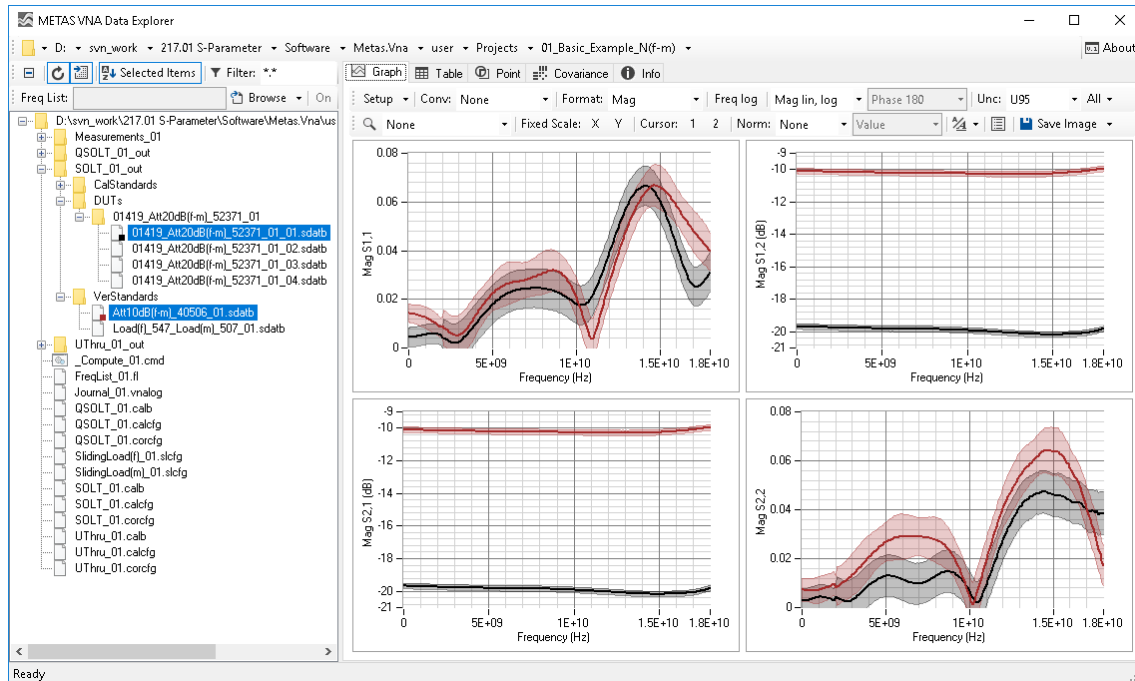 METAS VNA Data Explorer
D: svn_work 217.01 S-Parameter Software Metas.Vna user Projects 01_Basic_Example_N(f-m) About
Selected Items Filter: *.* Graph Table Point Covariance Info
Freq List: Browse On Setup Conv: None Format: Mag Freq log Mag lin, log Phase 180 Unc: U95 All
None Fixed Scale: X Y Cursor: 1 2 Norm: None Value Save Image
D:\svn_work\217.01 S-Parameter\Software\Metas.Vna\us
Measurements_01
QSOLT_01_out
SOLT_01_out
CalStandards
DUTs
01419_Att20dB(f-m)_52371_01
01419_Att20dB(f-m)_52371_01_01.sdatb
01419_Att20dB(f-m)_52371_01_02.sdatb
01419_Att20dB(f-m)_52371_01_03.sdatb
01419_Att20dB(f-m)_52371_01_04.sdatb
VerStandards
Att10dB(f-m)_40506_01.sdatb
Load(f)_547_Load(m)_507_01.sdatb
UThru_01_out
_Compute_01.cmd
FreqList_01.fl
Journal_01.vnalog
QSOLT_01.calb
QSOLT_01.calcfg
QSOLT_01.corcfg
SlidingLoad(f)_01.slcfg
SlidingLoad(m)_01.slcfg
SOLT_01.calb
SOLT_01.calcfg
SOLT_01.corcfg
UThru_01.calb
UThru_01.calcfg
UThru_01.corcfg
Mag S1,1
0.08
0.06
0.04
0.02
0
0 5E+09 1E+10 1.5E+10 1.8E+10
Frequency (Hz)
Mag S1,2 (dB)
-9
-10
-12
-14
-16
-18
-20
-21
0 5E+09 1E+10 1.5E+10 1.8E+10
Frequency (Hz)
Mag S2,1 (dB)
-9
-10
-12
-14
-16
-18
-20
-21
0 5E+09 1E+10 1.5E+10 1.8E+10
Frequency (Hz)
Mag S2,2
0.08
0.06
0.04
0.02
0
0 5E+09 1E+10 1.5E+10 1.8E+10
Frequency (Hz)
Ready